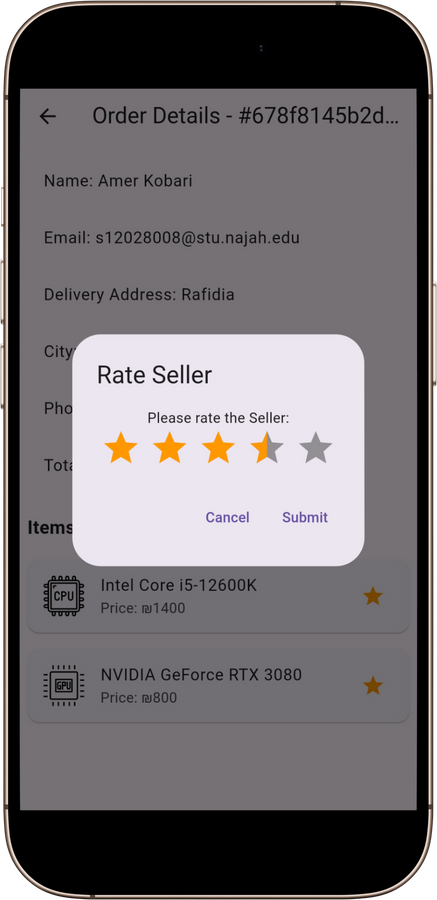 Order Details - #678f8145b2d...
Name: Amer Kobari
Email: s12028008@stu.najah.edu
Delivery Address: Rafidia
City
Rate Seller
Please rate the Seller:
Cancel
Submit
Items
Intel Core i5-12600K
CPU
Price: ₪1400
NVIDIA GeForce RTX 3080
GPU
Price: ₪800